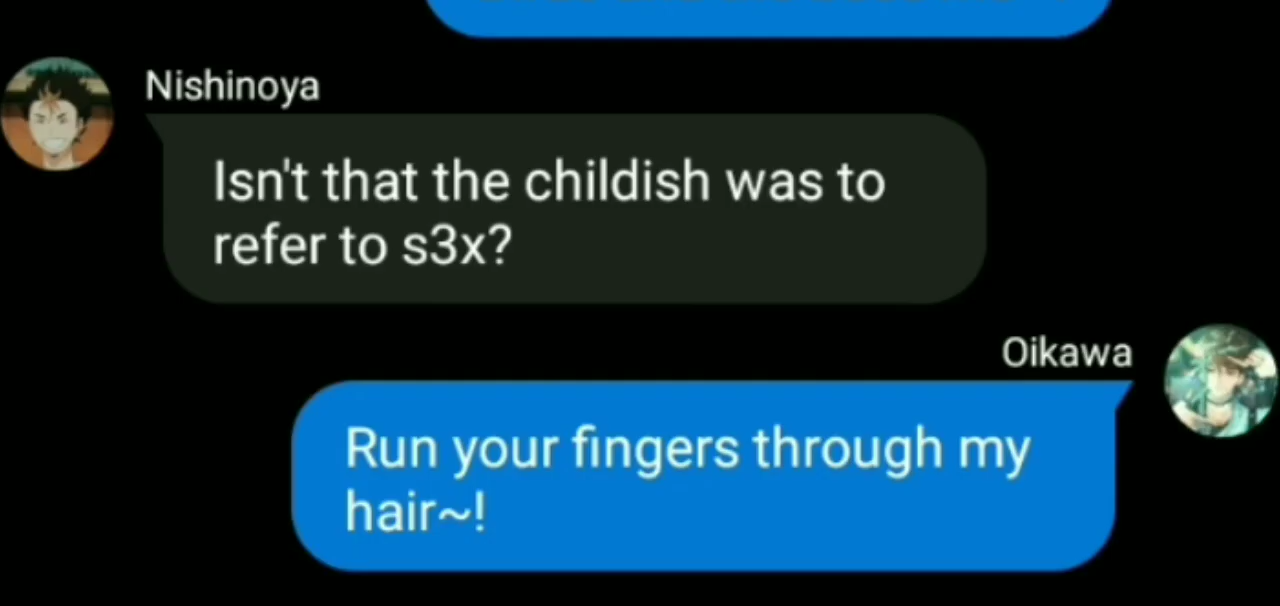 Nishinoya
Isn't that the childish was to
refer to s3x?
Oikawa
Run your fingers through my
hair~!